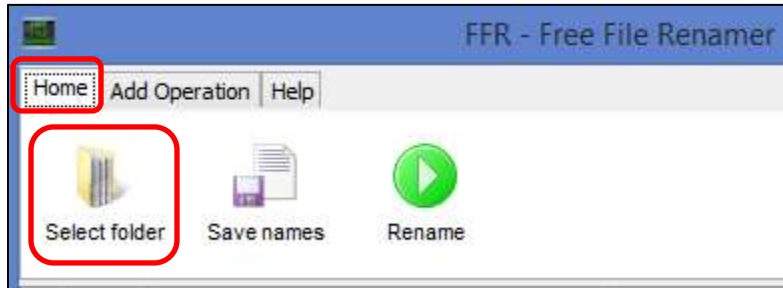 FFR - Free File Renamer
Home Add Operation Help
Select folder Save names Rename